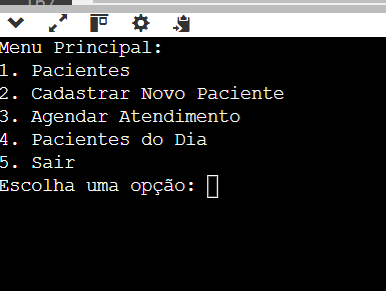 Menu Principal:
1. Pacientes
2. Cadastrar Novo Paciente
3. Agendar Atendimento
4. Pacientes do Dia
5. Sair
Escolha uma opção: